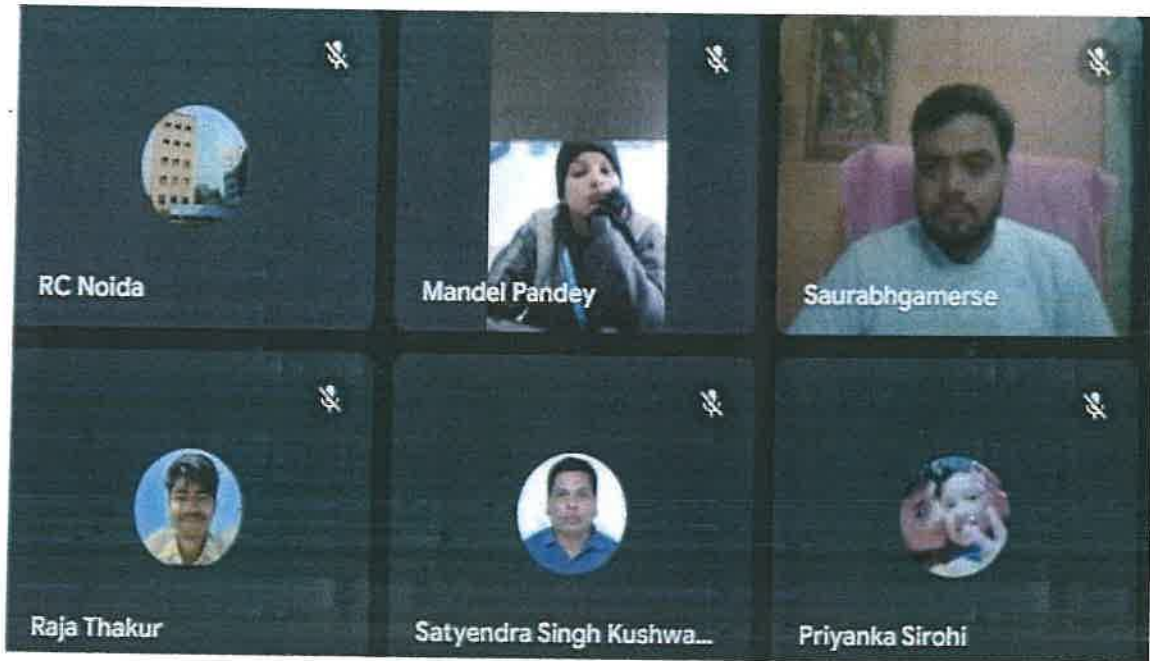 RC Noida
Mandel Pandey
Saurabhgamerse
Raja Thakur
Satyendra Singh Kushwa...
Priyanka Sirohi